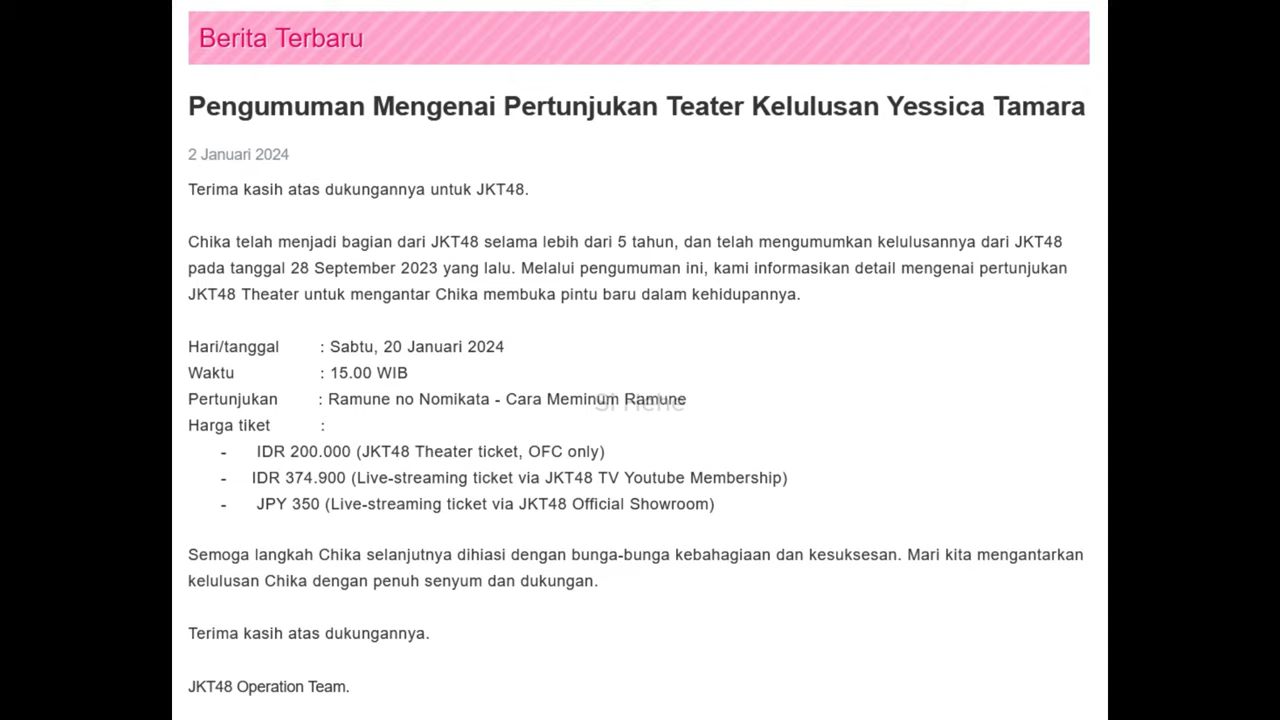 Berita Terbaru
Pengumuman Mengenai Pertunjukan Teater Kelulusan Yessica Tamara
2 Januari 2024
Terima kasih atas dukungannya untuk JKT48.
Chika telah menjadi bagian dari JKT48 selama lebih dari 5 tahun, dan telah mengumumkan kelulusannya dari JKT48
pada tanggal 28 September 2023 yang lalu. Melalui pengumuman ini, kami informasikan detail mengenai pertunjukan
JKT48 Theater untuk mengantar Chika membuka pintu baru dalam kehidupannya.
Hari/tanggal : Sabtu, 20 Januari 2024
Waktu : 15.00 WIB
Pertunjukan : Ramune no Nomikata - Cara Meminum Ramune
Harga tiket :
- IDR 200.000 (JKT48 Theater ticket, OFC only)
- IDR 374.900 (Live-streaming ticket via JKT48 TV Youtube Membership)
- JPY 350 (Live-streaming ticket via JKT48 Official Showroom)
Semoga langkah Chika selanjutnya dihiasi dengan bunga-bunga kebahagiaan dan kesuksesan. Mari kita mengantarkan
kelulusan Chika dengan penuh senyum dan dukungan.
Terima kasih atas dukungannya.
JKT48 Operation Team.